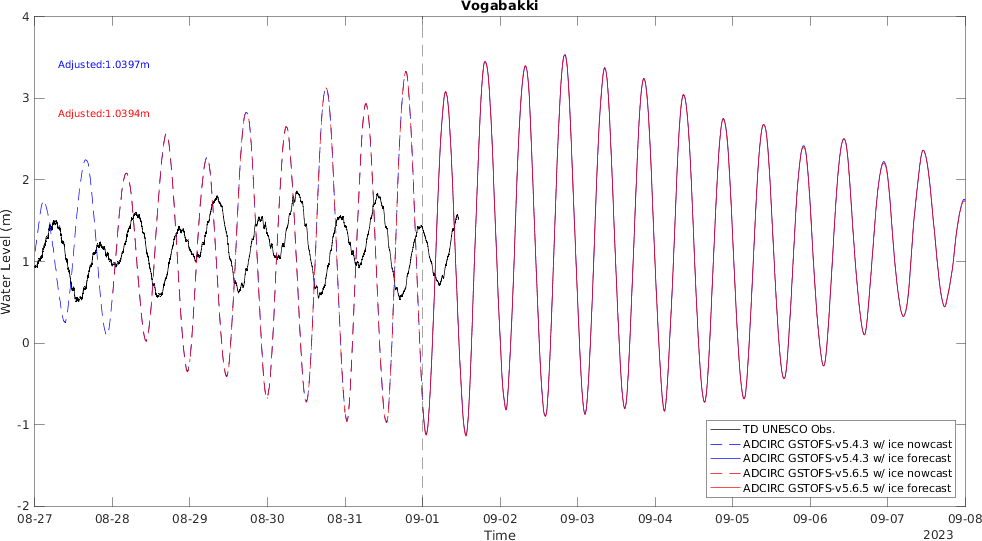 Vogabakki
Adjusted:1.0397m
Adjusted:1.0394m
Water Level (m)
4
3
2
1
0
-1
-2
TD UNESCO Obs.
ADCIRC GSTOFS-v5.4.3 w/ ice nowcast
ADCIRC GSTOFS-v5.4.3 w/ ice forecast
ADCIRC GSTOFS-v5.6.5 w/ ice nowcast
ADCIRC GSTOFS-v5.6.5 w/ ice forecast
08-27 08-28 08-29 08-30 08-31 09-01 09-02 09-03 09-04 09-05 09-06 09-07 09-08
Time
2023